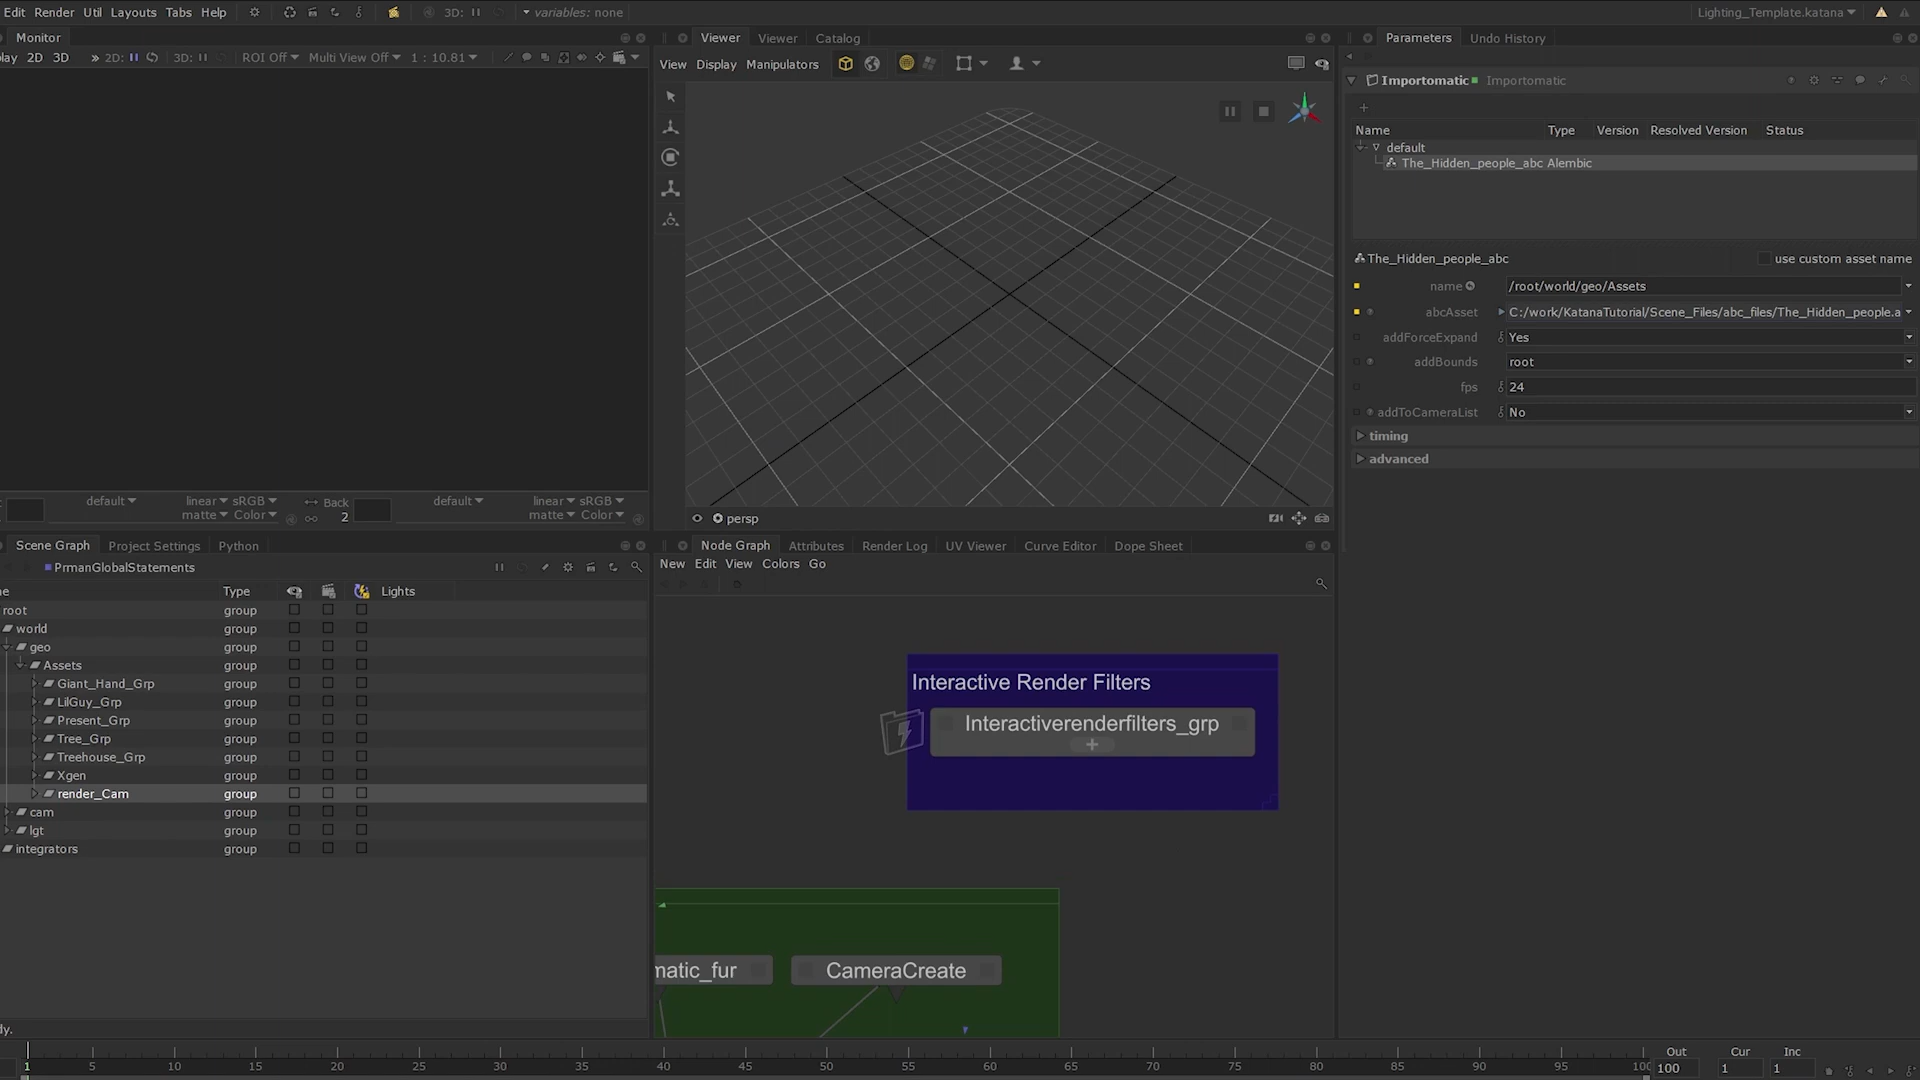 Edit Render Util Layouts Tabs Help 3D: variables: none Lighting_Template.katana
Monitor
lay 2D 3D » 2D: 3D: ROI Off Multi View Off 1 : 10.81
default linear sRGB Back default linear sRGB
matte Color 2 matte Color
Viewer Viewer Catalog
View Display Manipulators
persp
Parameters Undo History
Importomatic Importomatic
Name Type Version Resolved Version Status
default
The_Hidden_people_abc Alembic
The_Hidden_people_abc use custom asset name
name /root/world/geo/Assets
abcAsset C:/work/KatanaTutorial/Scene_Files/abc_files/The_Hidden_people.a
addForceExpand Yes
addBounds root
fps 24
addToCameraList No
timing
advanced
Scene Graph Project Settings Python
PrmanGlobalStatements
e Type Lights
root group
world group
geo group
Assets group
Giant_Hand_Grp group
LilGuy_Grp group
Present_Grp group
Tree_Grp group
Treehouse_Grp group
Xgen group
render_Cam group
cam group
lgt group
integrators group
dy.
Node Graph Attributes Render Log UV Viewer Curve Editor Dope Sheet
New Edit View Colors Go
Interactive Render Filters
Interactiverenderfilters_grp
matic_fur CameraCreate
1 5 10 15 20 25 30 35 40 45 50 55 60 65 70 75 80 85 90 95 100
Out Cur Inc
100 1 1